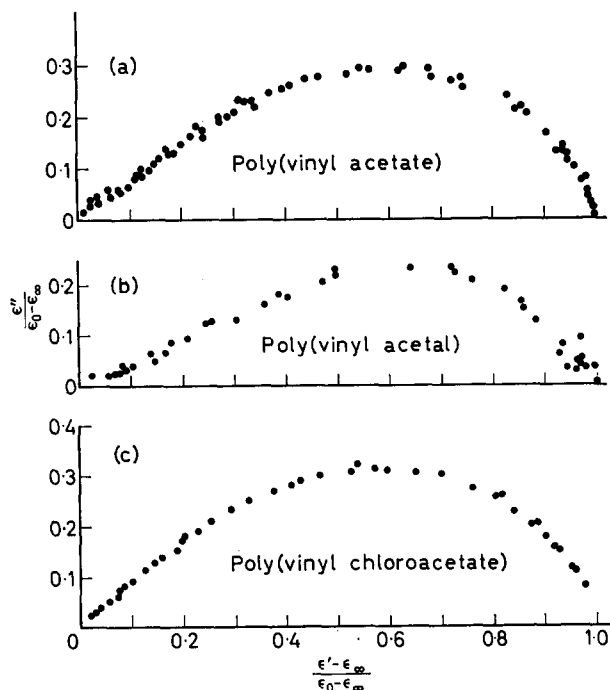 (a)
0·3
0·2
0·1
0
Poly(vinyl acetate)
(b)
0·2
0·1
0
Poly(vinyl acetal)
ε″
ε₀-ε∞
(c)
0·4
0·3
0·2
0·1
Poly(vinyl chloroacetate)
0 0·2 0·4 0·6 0·8 1·0
ε′-ε∞
ε₀-ε∞